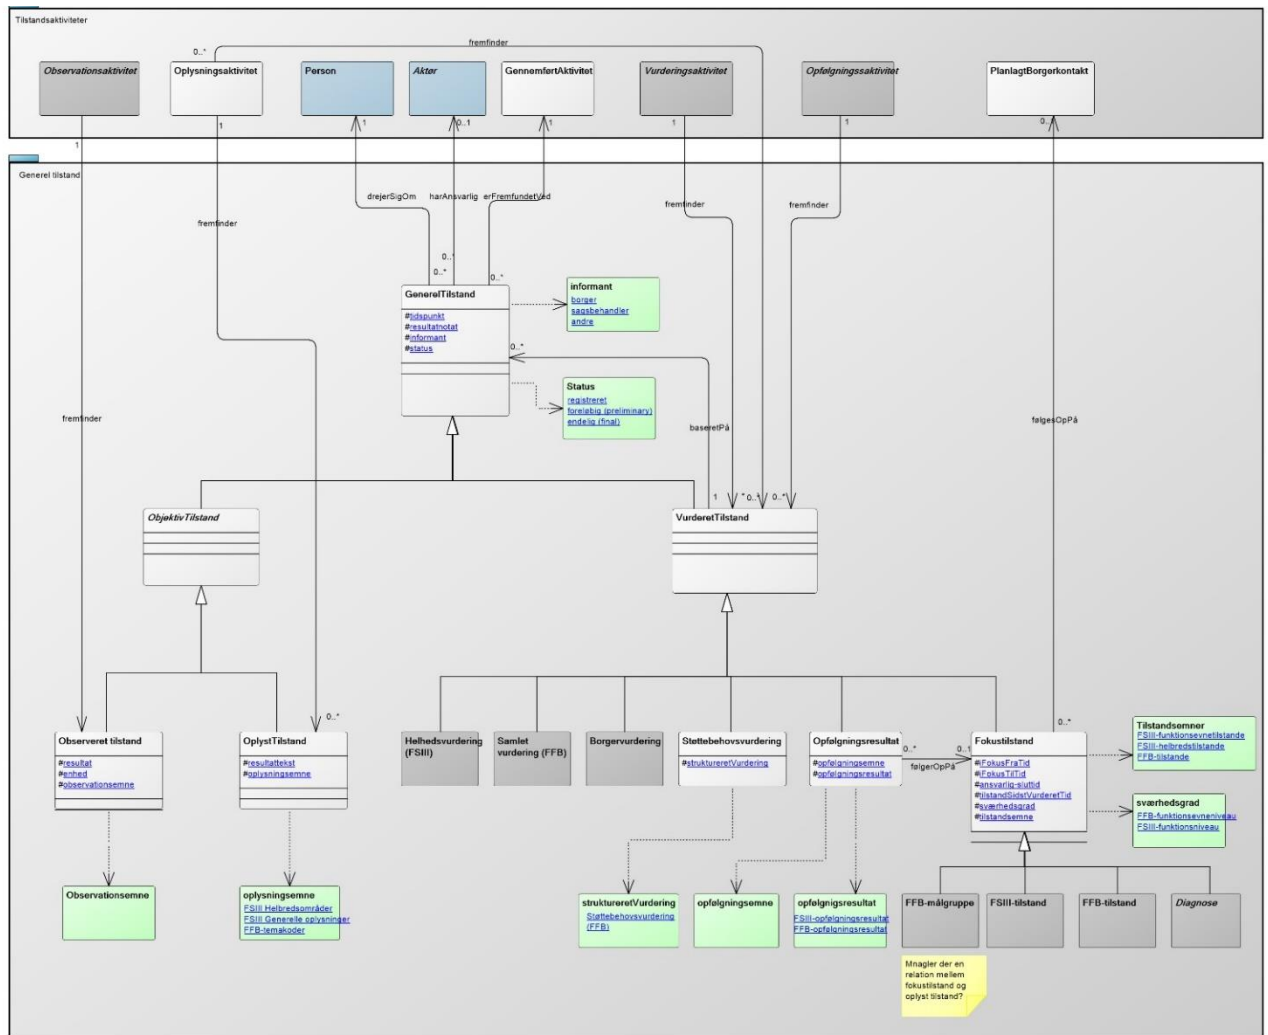 Tilstandsaktiviteter
fremfinder
0..*
Observationsaktivitet
Oplysningsaktivitet
Person
Aktør
GennemførtAktivitet
Vurderingsaktivitet
Opfølgningssaktivitet
PlanlagtBorgerkontakt
1
1
1
0..1
1
1
1
0..1
Generel tilstand
drejerSigOm
harAnsvarlig
erFremfundetVed
fremfinder
fremfinder
fremfinder
0..*
0..*
0..*
GenerelTilstand
#tidspunkt
#resultatnotat
#informant
#status
informant
borger
sagsbehandler
andre
0..*
Status
registreret
foreløbig (preliminary)
endelig (final)
fremfinder
baseretPå
følgesOpPå
1
*
0..*
0..*
ObjektivTilstand
VurderetTilstand
0..*
0..*
Observeret tilstand
#resultat
#enhed
#observationsemne
OplystTilstand
#resultattekst
#oplysningsemne
Helhedsvurdering
(FSIII)
Samlet
vurdering (FFB)
Borgervurdering
Støttebehovsvurdering
#struktureretVurdering
Opfølgningsresultat
#opfølgningsemne
#opfølgningsresultat
0..*
0..1
følgerOpPå
Fokustilstand
#iFokusFraTid
#iFokusTilTid
#ansvarlig-sluttid
#tilstandSidstVurderetTid
#sværhedsgrad
#tilstandsemne
Tilstandsemner
FSIII-funktionsevnetilstande
FSIII-helbredstilstande
FFB-tilstande
sværhedsgrad
FFB-funktionsevneniveau
FSIII-funktionsniveau
Observationsemne
oplysningsemne
FSIII Helbredsområder
FSIII Generelle oplysninger
FFB-temakoder
struktureretVurdering
Støttebehovsvurdering
(FFB)
opfølgningsemne
opfølgnigsresultat
FSIII-opfølgningsresultat
FFB-opfølgningsresultat
FFB-målgruppe
FSIII-tilstand
FFB-tilstand
Diagnose
Mnagler der en
relation mellem
fokustilstand og
oplyst tilstand?